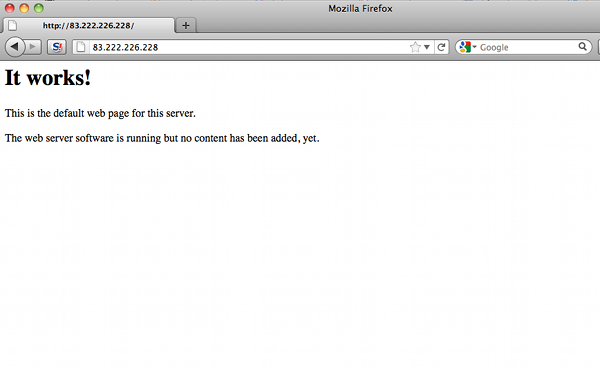 Mozilla Firefox
http://83.222.226.228/
83.222.226.228
Google
It works!
This is the default web page for this server.
The web server software is running but no content has been added, yet.